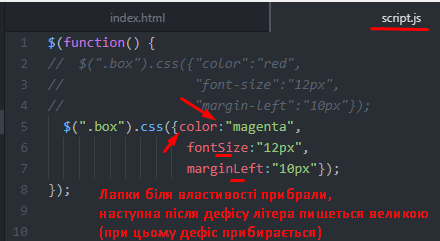 index.html script.js
1 $(function() {
2 //  $(".box").css({"color":"red",
3 //                 "font-size":"12px",
4 //                 "margin-left":"10px"});
5   $(".box").css({color:"magenta",
6                  fontSize:"12px",
7                  marginLeft:"10px"});
8 });
9 Лапки біля властивості прибрали,
наступна після дефісу літера пишеться великою
10 (при цьому дефіс прибирається)